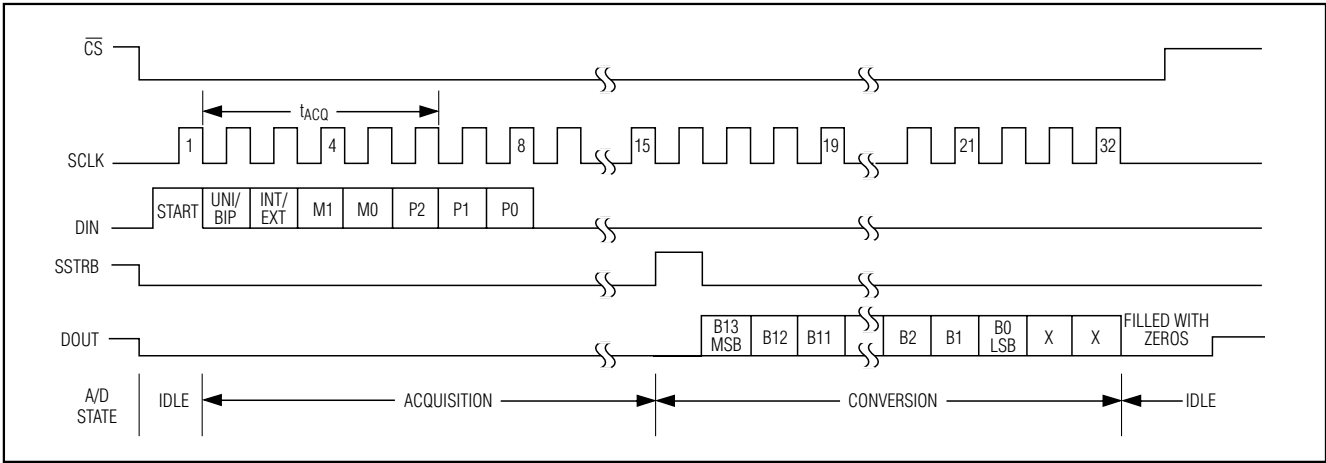 CS
tACQ
SCLK 1 4 8 15 19 21 32
DIN START UNI/BIP INT/EXT M1 M0 P2 P1 P0
SSTRB
DOUT B13 MSB B12 B11 B2 B1 B0 LSB X X FILLED WITH ZEROS
A/D STATE IDLE ACQUISITION CONVERSION IDLE